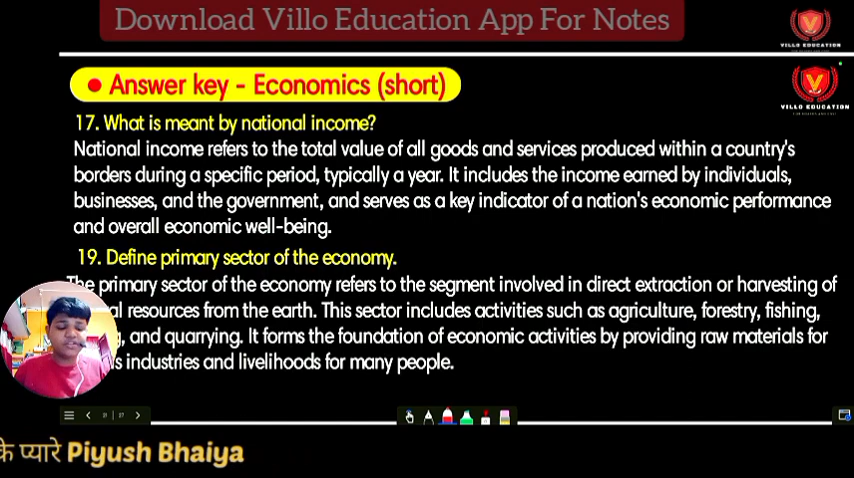 Download Villo Education App For Notes
VILLO EDUCATION
VILLO EDUCATION
• Answer key - Economics (short)
17. What is meant by national income?
National income refers to the total value of all goods and services produced within a country's
borders during a specific period, typically a year. It includes the income earned by individuals,
businesses, and the government, and serves as a key indicator of a nation's economic performance
and overall economic well-being.
19. Define primary sector of the economy.
The primary sector of the economy refers to the segment involved in direct extraction or harvesting of
resources from the earth. This sector includes activities such as agriculture, forestry, fishing,
and quarrying. It forms the foundation of economic activities by providing raw materials for
industries and livelihoods for many people.
के प्यारे Piyush Bhaiya